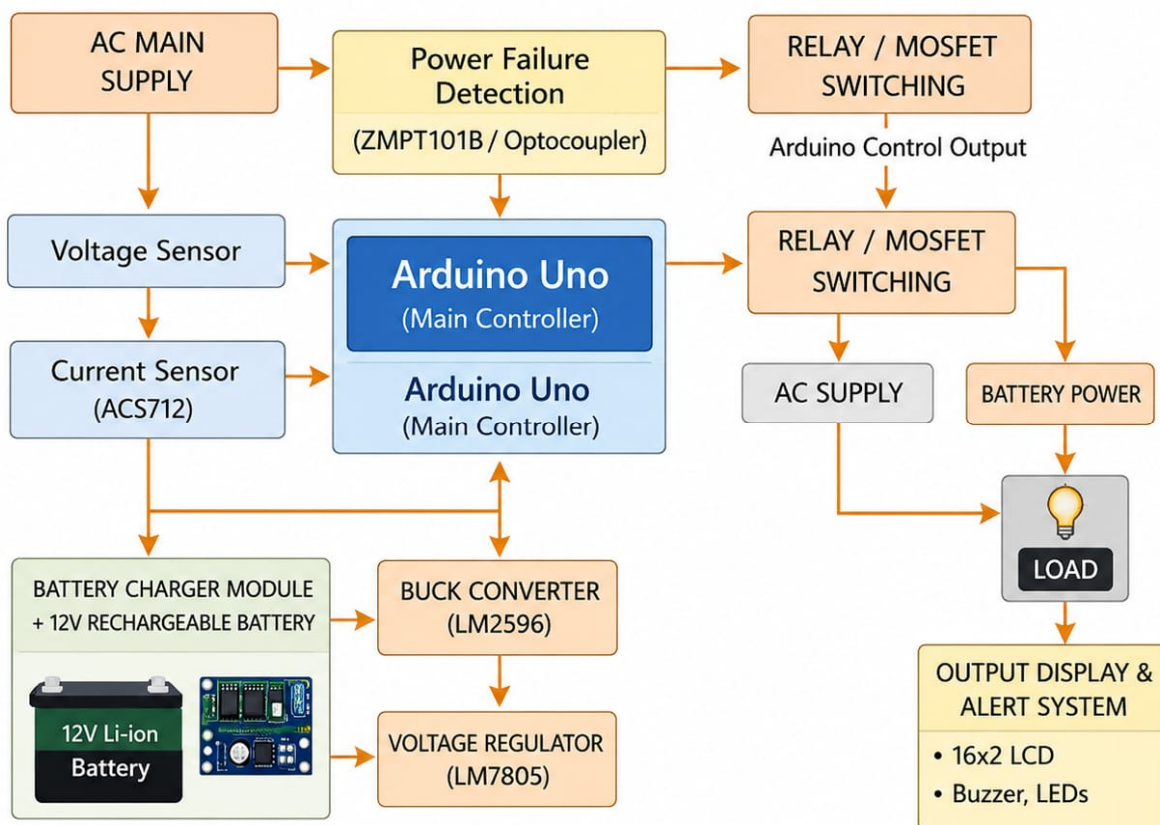 AC MAIN
SUPPLY
Power Failure
Detection
(ZMPT101B / Optocoupler)
RELAY / MOSFET
SWITCHING
Arduino Control Output
Voltage Sensor
Arduino Uno
(Main Controller)
RELAY / MOSFET
SWITCHING
Current Sensor
(ACS712)
Arduino Uno
(Main Controller)
AC SUPPLY
BATTERY POWER
LOAD
BATTERY CHARGER MODULE
+ 12V RECHARGEABLE BATTERY
12V Li-ion
Battery
BUCK CONVERTER
(LM2596)
VOLTAGE REGULATOR
(LM7805)
OUTPUT DISPLAY &
ALERT SYSTEM
• 16x2 LCD
• Buzzer, LEDs